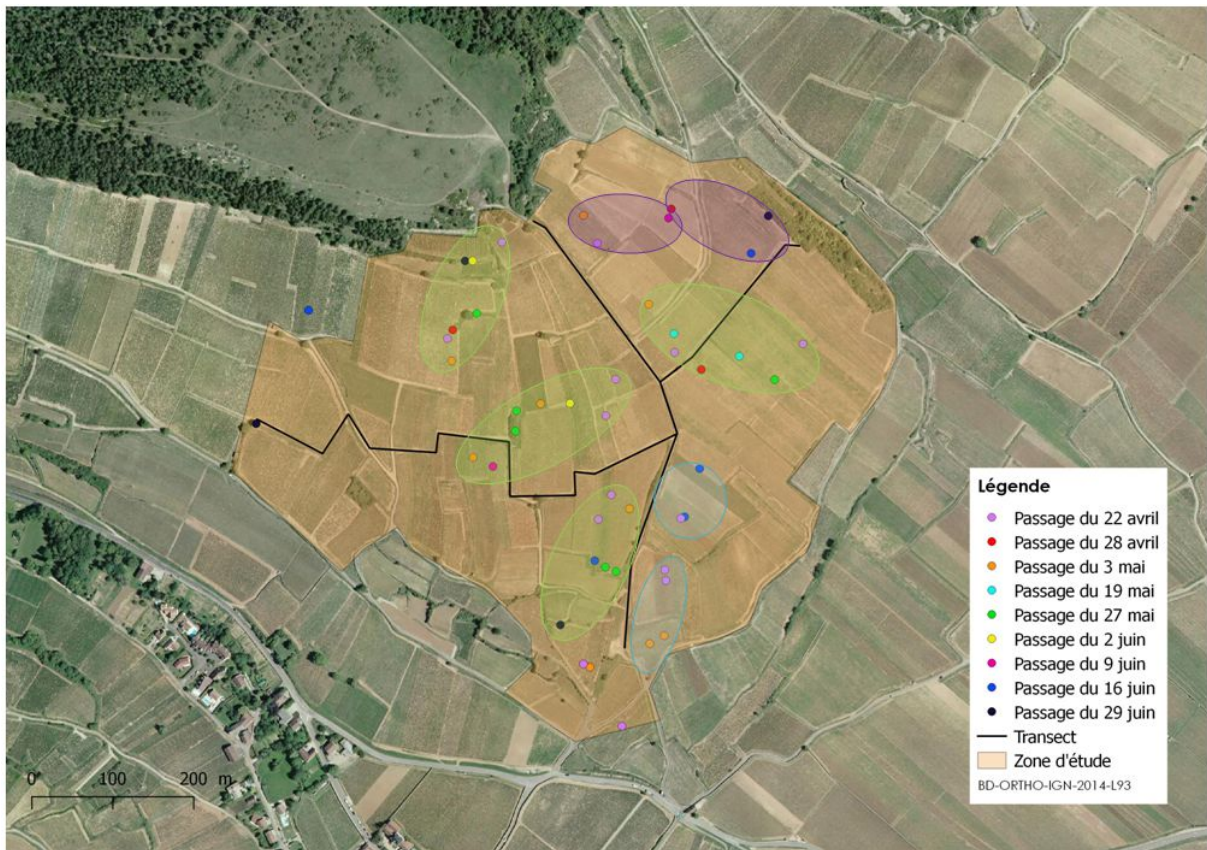 Légende
Passage du 22 avril
Passage du 28 avril
Passage du 3 mai
Passage du 19 mai
Passage du 27 mai
Passage du 2 juin
Passage du 9 juin
Passage du 16 juin
Passage du 29 juin
Transect
Zone d'étude
BD-ORTHO-IGN-2014-L93
0 100 200 m